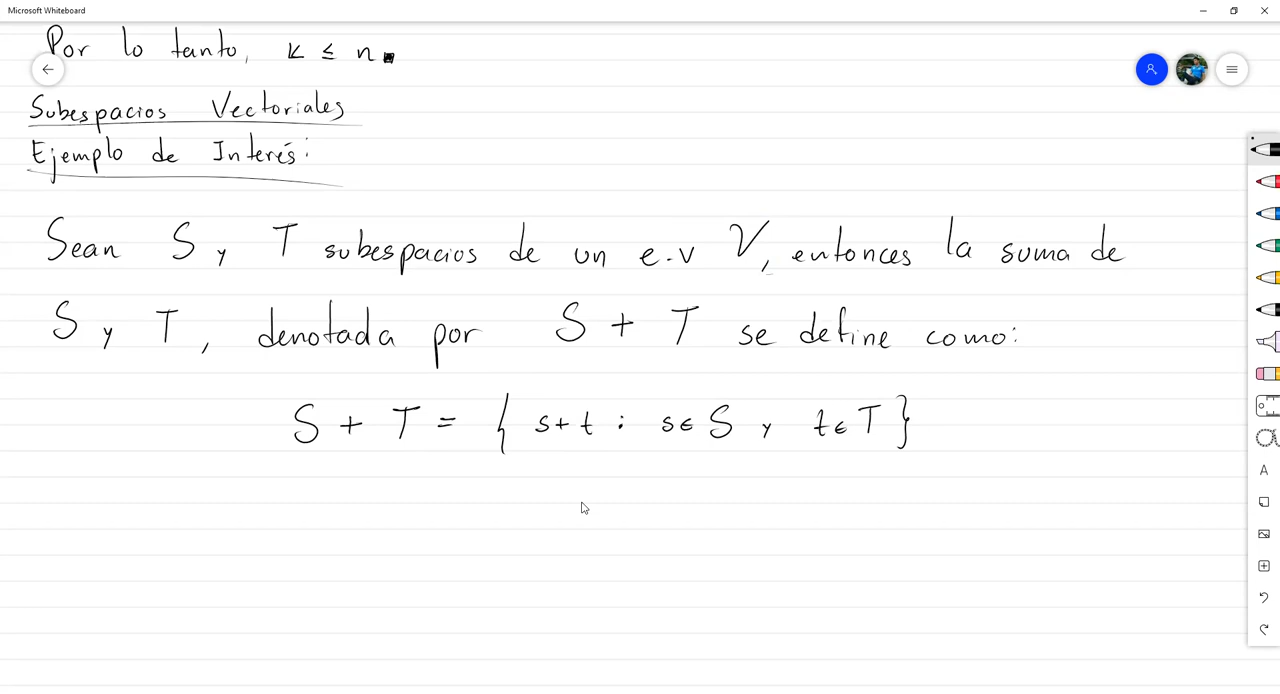 Microsoft Whiteboard
Por lo tanto, k ≤ n.
Subespacios Vectoriales
Ejemplo de Interés:
Sean S y T subespacios de un e.v V, entonces la suma de
S y T, denotada por S + T se define como:
S + T = { s+t : s∈S y t∈T }
A